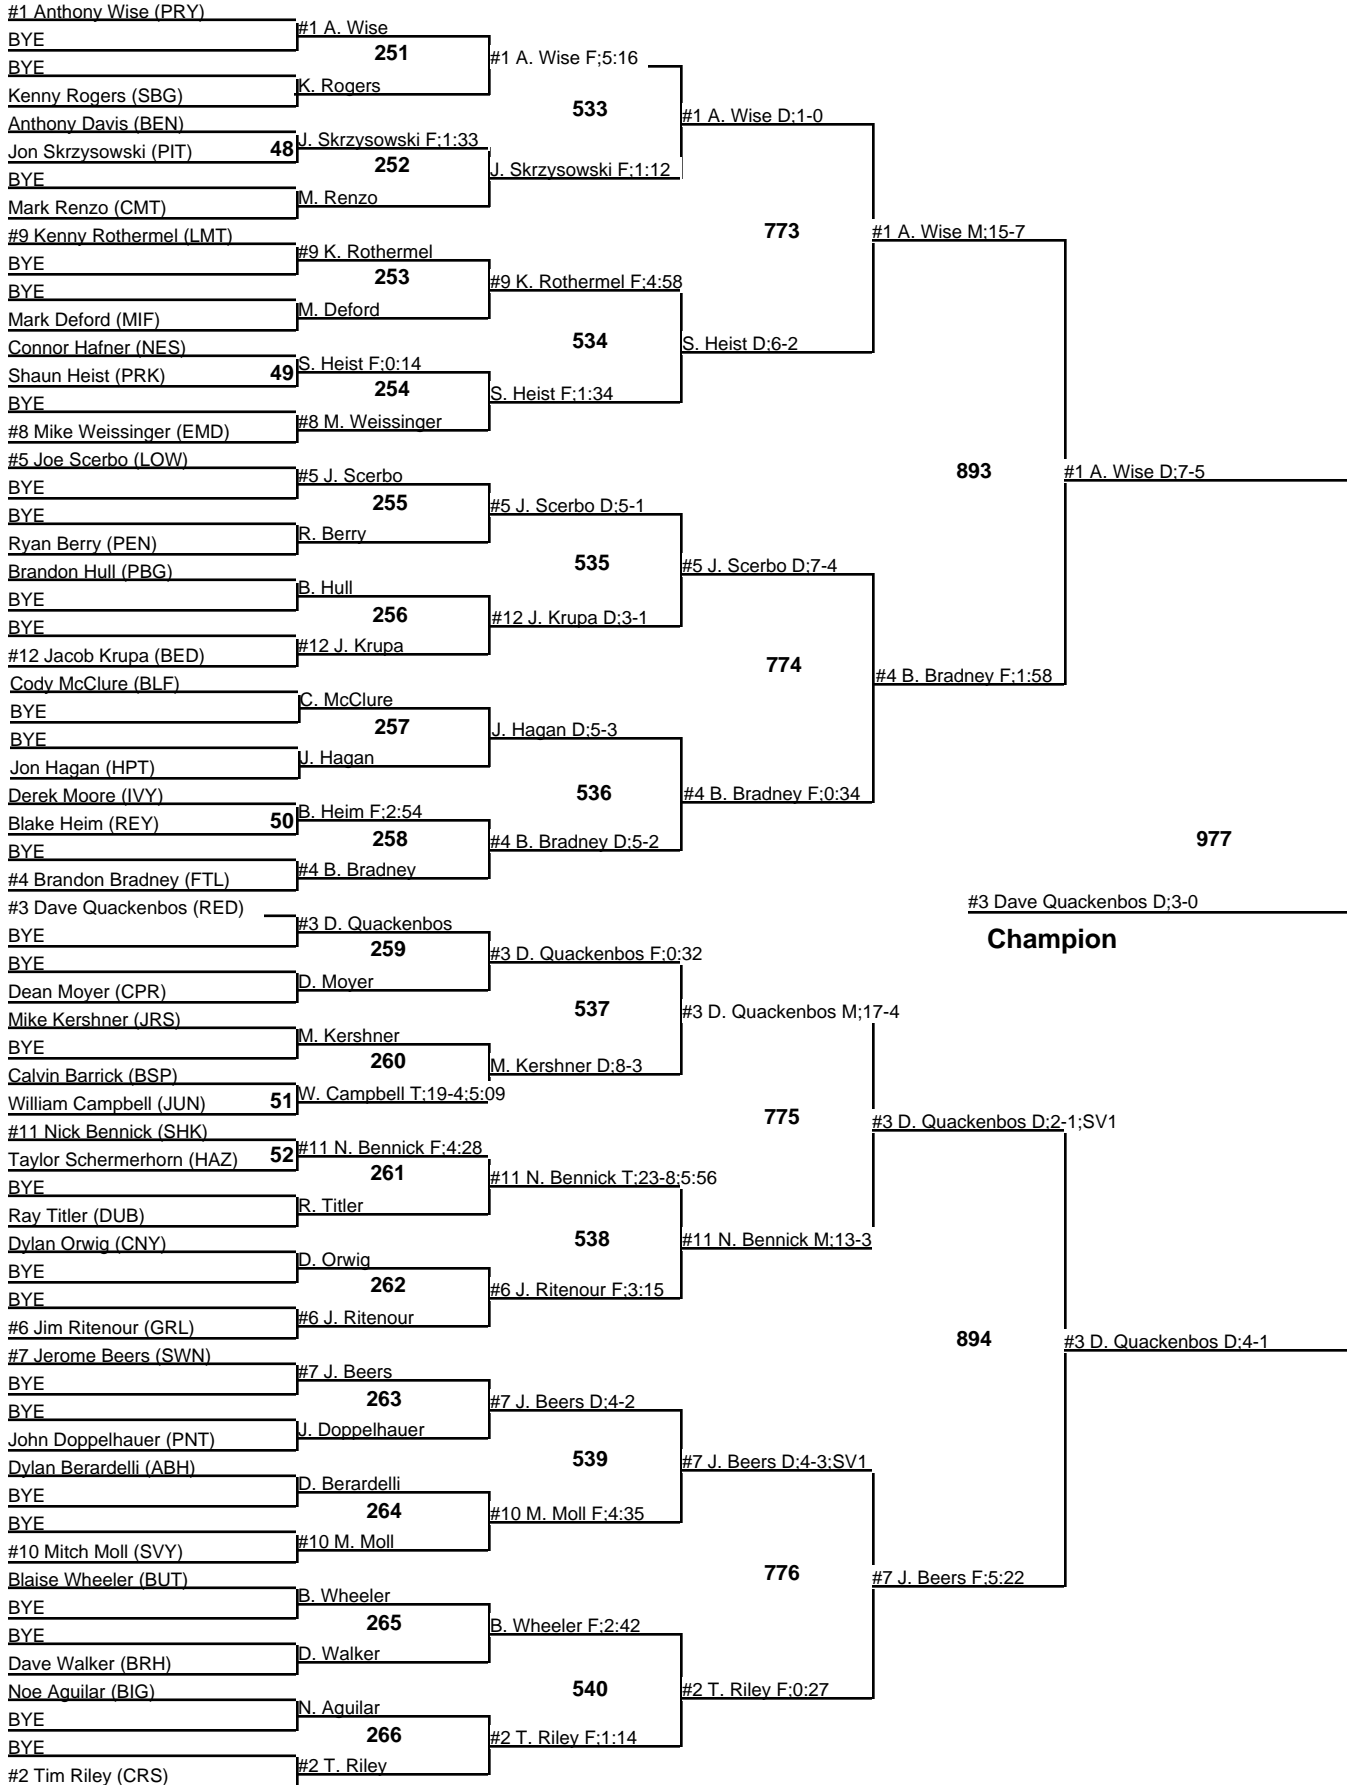 #1 Anthony Wise (PRY)
BYE
BYE
Kenny Rogers (SBG)
Anthony Davis (BEN)
Jon Skrzysowski (PIT)
48
BYE
Mark Renzo (CMT)
#9 Kenny Rothermel (LMT)
BYE
BYE
Mark Deford (MIF)
Connor Hafner (NES)
Shaun Heist (PRK)
49
BYE
#8 Mike Weissinger (EMD)
#5 Joe Scerbo (LOW)
BYE
BYE
Ryan Berry (PEN)
Brandon Hull (PBG)
BYE
BYE
#12 Jacob Krupa (BED)
Cody McClure (BLF)
BYE
BYE
Jon Hagan (HPT)
Derek Moore (IVY)
Blake Heim (REY)
50
BYE
#4 Brandon Bradney (FTL)
#3 Dave Quackenbos (RED)
BYE
BYE
Dean Moyer (CPR)
Mike Kershner (JRS)
BYE
Calvin Barrick (BSP)
William Campbell (JUN)
51
#11 Nick Bennick (SHK)
Taylor Schermerhorn (HAZ)
52
BYE
Ray Titler (DUB)
Dylan Orwig (CNY)
BYE
BYE
#6 Jim Ritenour (GRL)
#7 Jerome Beers (SWN)
BYE
BYE
John Doppelhauer (PNT)
Dylan Berardelli (ABH)
BYE
BYE
#10 Mitch Moll (SVY)
Blaise Wheeler (BUT)
BYE
BYE
Dave Walker (BRH)
Noe Aguilar (BIG)
BYE
BYE
#2 Tim Riley (CRS)
#1 A. Wise
251
K. Rogers
J. Skrzysowski F;1:33
252
M. Renzo
#9 K. Rothermel
253
M. Deford
S. Heist F;0:14
254
#8 M. Weissinger
#5 J. Scerbo
255
R. Berry
B. Hull
256
#12 J. Krupa
C. McClure
257
J. Hagan
B. Heim F;2:54
258
#4 B. Bradney
#3 D. Quackenbos
259
D. Moyer
M. Kershner
260
W. Campbell T;19-4;5:09
#11 N. Bennick F;4:28
261
R. Titler
D. Orwig
262
#6 J. Ritenour
#7 J. Beers
263
J. Doppelhauer
D. Berardelli
264
#10 M. Moll
B. Wheeler
265
D. Walker
N. Aguilar
266
#2 T. Riley
#1 A. Wise F;5:16
533
J. Skrzysowski F;1:12
#9 K. Rothermel F;4:58
534
S. Heist F;1:34
#5 J. Scerbo D;5-1
535
#12 J. Krupa D;3-1
J. Hagan D;5-3
536
#4 B. Bradney D;5-2
#3 D. Quackenbos F;0:32
537
M. Kershner D;8-3
#11 N. Bennick T;23-8;5:56
538
#6 J. Ritenour F;3:15
#7 J. Beers D;4-2
539
#10 M. Moll F;4:35
B. Wheeler F;2:42
540
#2 T. Riley F;1:14
#1 A. Wise D;1-0
773
S. Heist D;6-2
#5 J. Scerbo D;7-4
774
#4 B. Bradney F;0:34
#3 D. Quackenbos M;17-4
775
#11 N. Bennick M;13-3
#7 J. Beers D;4-3;SV1
776
#2 T. Riley F;0:27
#1 A. Wise M;15-7
893
#4 B. Bradney F;1:58
#3 D. Quackenbos D;2-1;SV1
894
#7 J. Beers F;5:22
#1 A. Wise D;7-5
977
#3 D. Quackenbos D;4-1
#3 Dave Quackenbos D;3-0
Champion